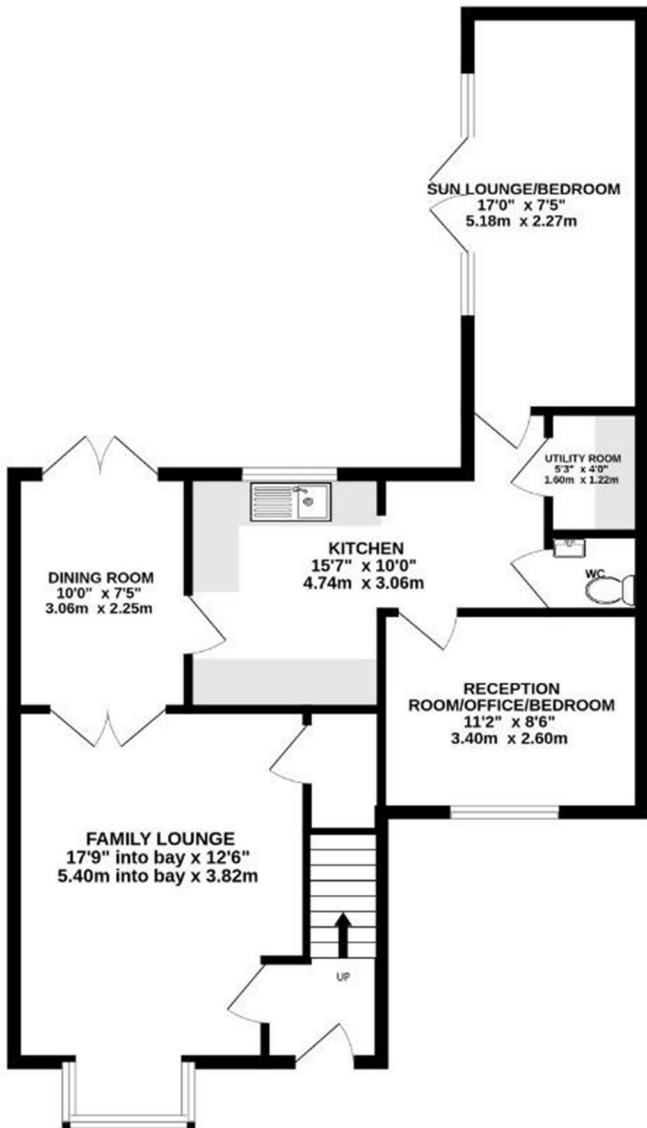 SUN LOUNGE/BEDROOM
17'0" x 7'5"
5.18m x 2.27m
UTILITY ROOM
5'3" x 4'0"
1.60m x 1.22m
KITCHEN
15'7" x 10'0"
4.74m x 3.06m
WC
DINING ROOM
10'0" x 7'5"
3.06m x 2.25m
RECEPTION
ROOM/OFFICE/BEDROOM
11'2" x 8'6"
3.40m x 2.60m
FAMILY LOUNGE
17'9" into bay x 12'6"
5.40m into bay x 3.82m
UP